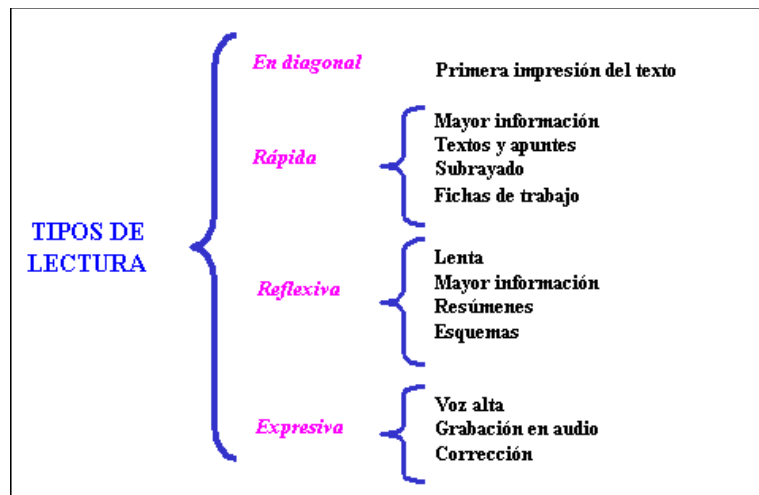 TIPOS DE
LECTURA
En diagonal
Primera impresión del texto
Rápida
Mayor información
Textos y apuntes
Subrayado
Fichas de trabajo
Reflexiva
Lenta
Mayor información
Resúmenes
Esquemas
Expresiva
Voz alta
Grabación en audio
Corrección